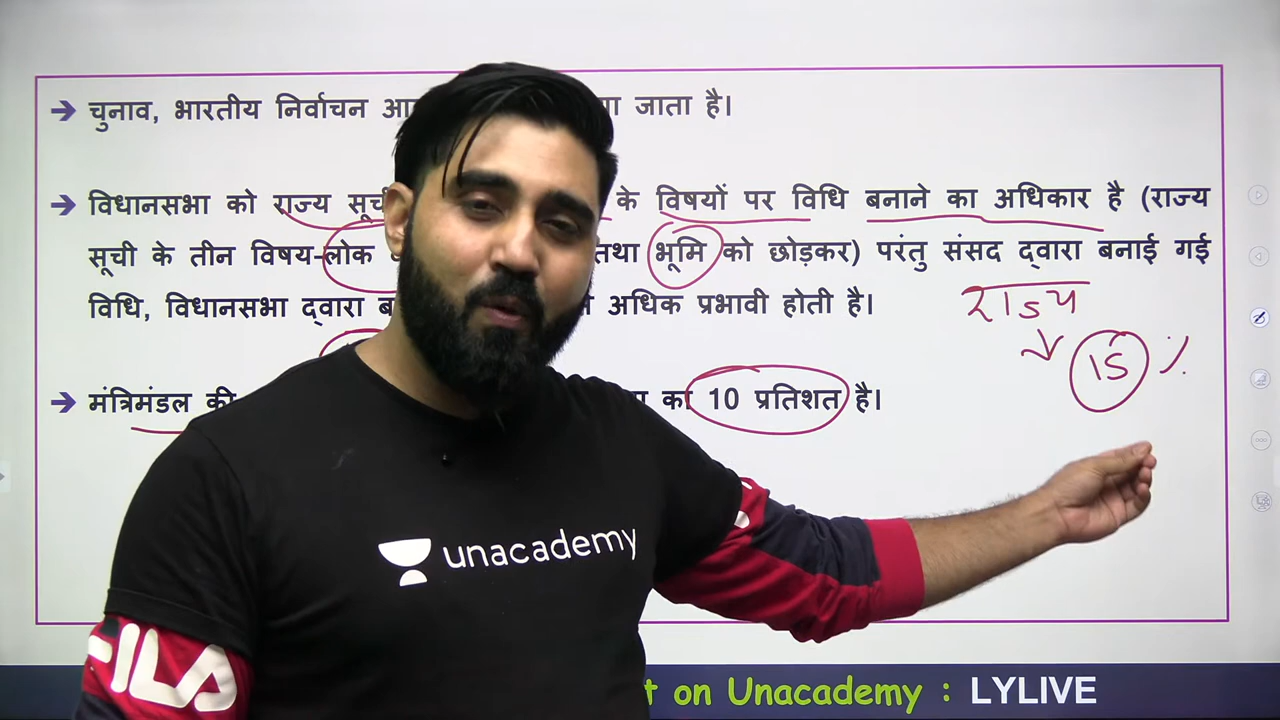 → चुनाव, भारतीय निर्वाचन जाता है।
→ विधानसभा को राज्य के विषयों पर विधि बनाने का अधिकार है (राज्य
सूची के तीन विषय-लोक तथा भूमि को छोड़कर) परंतु संसद द्वारा बनाई गई
विधि, विधानसभा द्वारा अधिक प्रभावी होती है।
राज्य
15 %
→ मंत्रिमंडल की का 10 प्रतिशत है।
unacademy
FILA
on Unacademy : LYLIVE